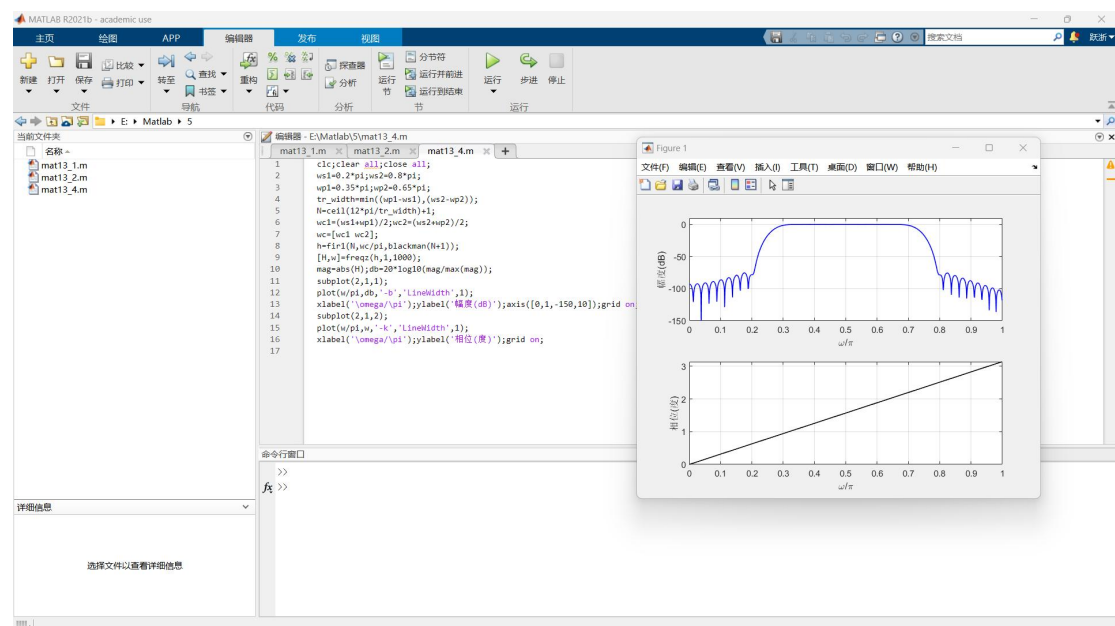 MATLAB R2021b - academic use
主页 绘图 APP 编辑器 发布 视图 搜索文档 跃浙
新建 打开 保存 比较 打印 转至 查找 书签 重构 探查器 分析 运行节 分节符 运行并前进 运行到结束 运行 步进 停止
文件 导航 代码 分析 节 运行
E: Matlab 5
当前文件夹
名称
mat13_1.m
mat13_2.m
mat13_4.m
详细信息
选择文件以查看详细信息
编辑器 - E:\Matlab\5\mat13_4.m
mat13_1.m mat13_2.m mat13_4.m
1 clc;clear all;close all;
2 ws1=0.2*pi;ws2=0.8*pi;
3 wp1=0.35*pi;wp2=0.65*pi;
4 tr_width=min((wp1-ws1),(ws2-wp2));
5 N=ceil(12*pi/tr_width)+1;
6 wc1=(ws1+wp1)/2;wc2=(ws2+wp2)/2;
7 wc=[wc1 wc2];
8 h=fir1(N,wc/pi,blackman(N+1));
9 [H,w]=freqz(h,1,1000);
10 mag=abs(H);db=20*log10(mag/max(mag));
11 subplot(2,1,1);
12 plot(w/pi,db,'-b','LineWidth',1);
13 xlabel('\omega/\pi');ylabel('幅度(dB)');axis([0,1,-150,10]);grid on;
14 subplot(2,1,2);
15 plot(w/pi,w,'-k','LineWidth',1);
16 xlabel('\omega/\pi');ylabel('相位(度)');grid on;
17
命令行窗口
>>
fx >>
Figure 1
文件(F) 编辑(E) 查看(V) 插入(I) 工具(T) 桌面(D) 窗口(W) 帮助(H)
幅度(dB)
0
-50
-100
-150
0 0.1 0.2 0.3 0.4 0.5 0.6 0.7 0.8 0.9 1
ω/π
相位(度)
3
2
1
0
0 0.1 0.2 0.3 0.4 0.5 0.6 0.7 0.8 0.9 1
ω/π